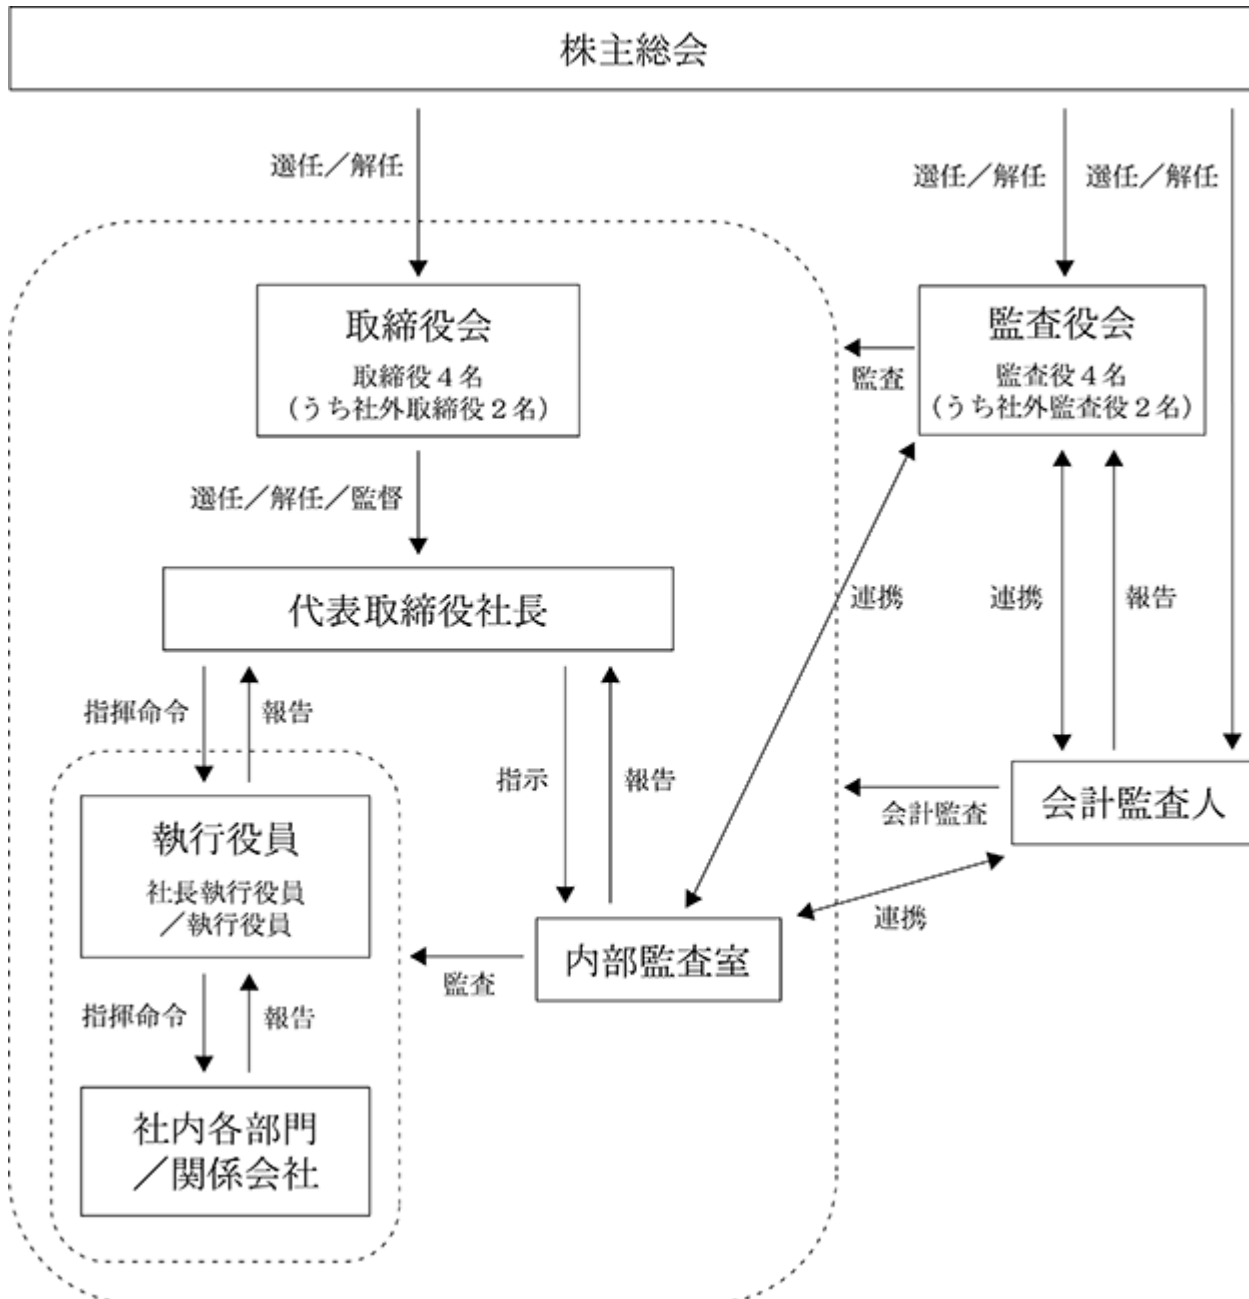 株主総会
選任／解任
選任／解任
選任／解任
取締役会
取締役４名
（うち社外取締役２名）
監査
監査役会
監査役４名
（うち社外監査役２名）
選任／解任／監督
代表取締役社長
連携
連携
報告
指揮命令
報告
指示
報告
会計監査
会計監査人
執行役員
社長執行役員
／執行役員
連携
監査
内部監査室
指揮命令
報告
社内各部門
／関係会社